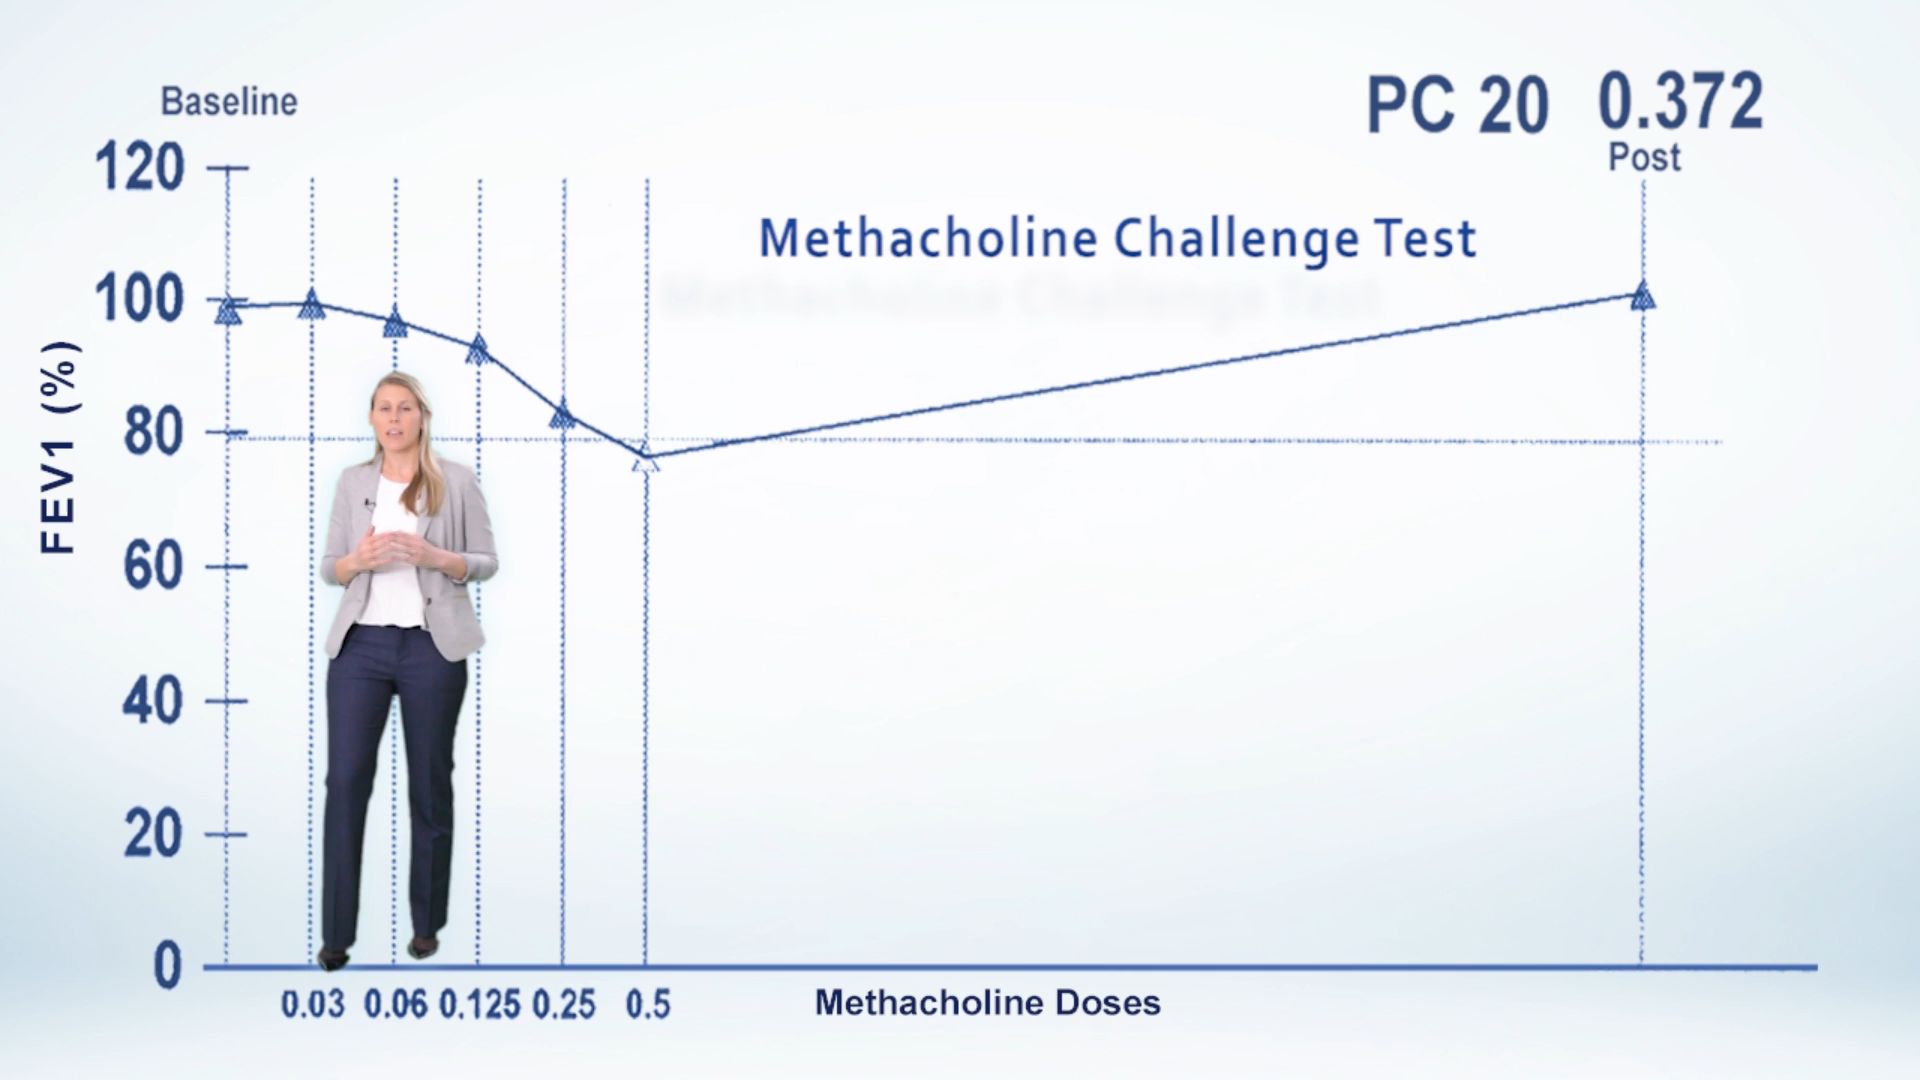 Baseline
PC 20 0.372
Post
Methacholine Challenge Test
120
100
80
60
40
20
0
FEV1 (%)
0.03 0.06 0.125 0.25 0.5
Methacholine Doses